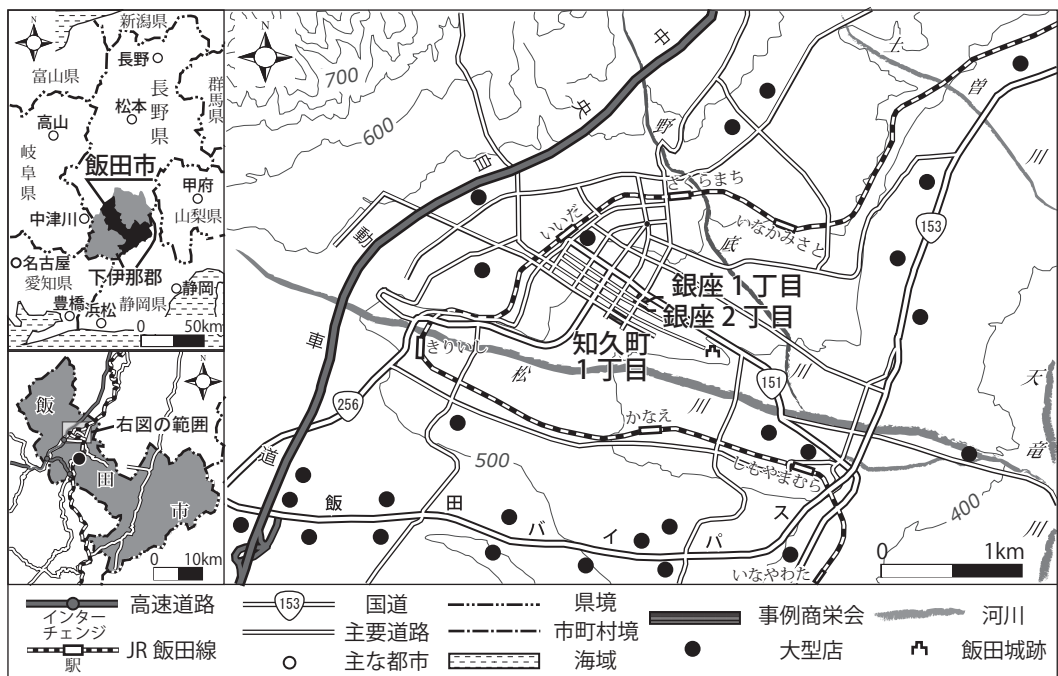 N
新潟県
長野
富山県
長野県
群馬県
松本
高山
岐阜県
飯田市
甲府
山梨県
中津川
名古屋
愛知県
下伊那郡
静岡
豊橋
浜松
静岡県
0 50km
N
飯田市
右図の範囲
0 10km
N
700
600
500
400
中央自動車道
野底川
土曽川
天竜川
松川
さくらまち
いいだ
いなかみさと
きりいし
かなえ
しもやまむら
いなやわた
銀座1丁目
銀座2丁目
知久町
1丁目
153
151
256
飯田バイパス
0 1km
インター
チェンジ
高速道路
153
国道
県境
事例商栄会
河川
駅
JR飯田線
主要道路
市町村境
大型店
飯田城跡
主な都市
海域